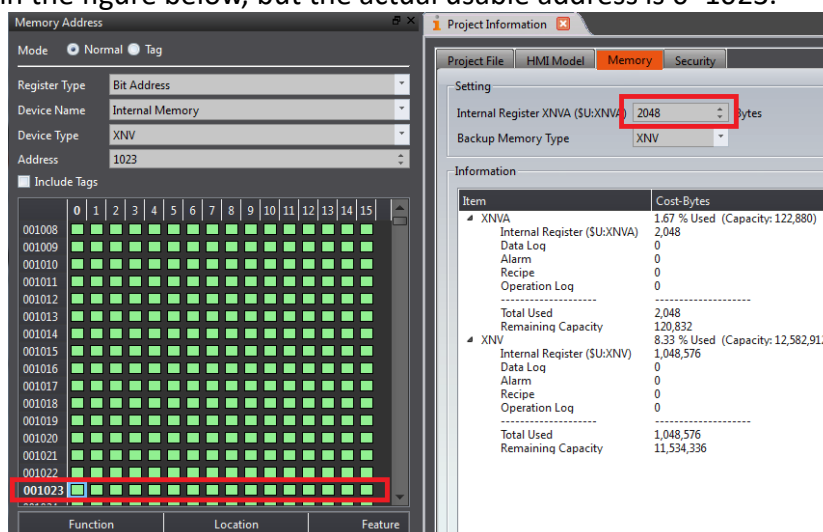 in the figure below, but the actual usable address is 0~1023.
Memory Address
Mode Normal Tag
Register Type Bit Address
Device Name Internal Memory
Device Type XNV
Address 1023
Include Tags
0 1 2 3 4 5 6 7 8 9 10 11 12 13 14 15
001008
001009
001010
001011
001012
001013
001014
001015
001016
001017
001018
001019
001020
001021
001022
001023
Function Location Feature
Project Information
Project File HMI Model Memory Security
Setting
Internal Register XNVA ($U:XNVA) 2048 Bytes
Backup Memory Type XNV
Information
Item Cost-Bytes
XNVA 1.67 % Used (Capacity: 122,880)
Internal Register ($U:XNVA) 2,048
Data Log 0
Alarm 0
Recipe 0
Operation Log 0
-------------------- --------------------
Total Used 2,048
Remaining Capacity 120,832
XNV 8.33 % Used (Capacity: 12,582,912
Internal Register ($U:XNV) 1,048,576
Data Log 0
Alarm 0
Recipe 0
Operation Log 0
-------------------- --------------------
Total Used 1,048,576
Remaining Capacity 11,534,336